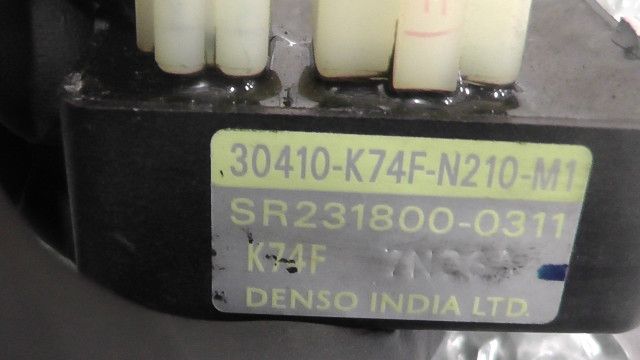 30410-K74F-N210-M1
SR231800-0311
K74F
DENSO INDIA LTD.